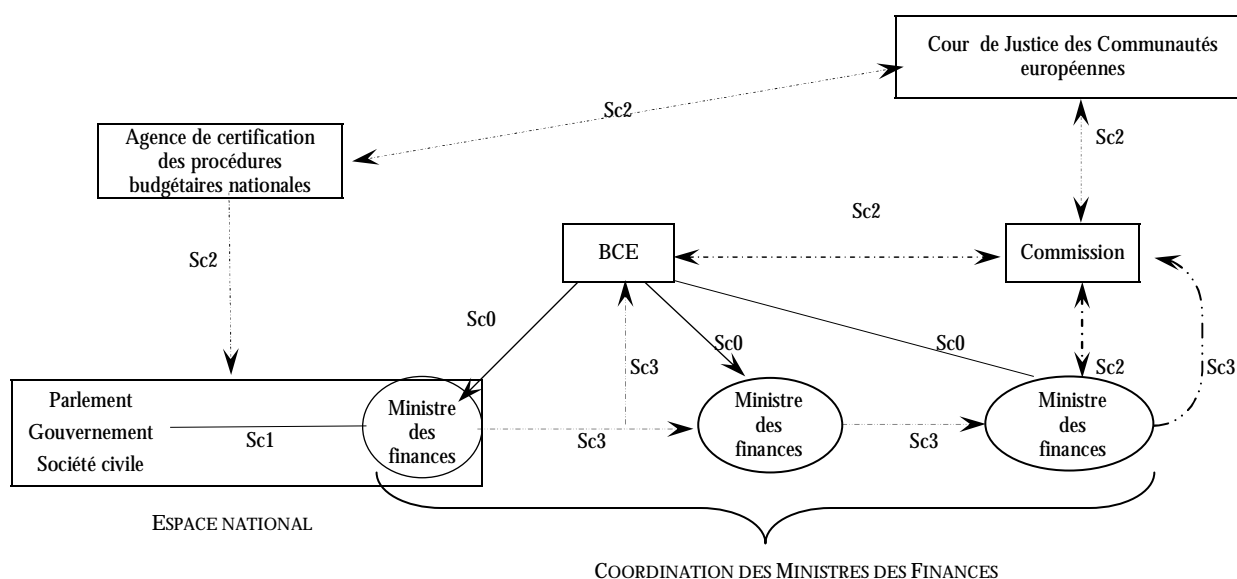 Cour de Justice des Communautés
européennes
Sc2
Sc2
Agence de certification
des procédures
budgétaires nationales
Sc2
Sc2
BCE
Commission
Sc0
Sc0
Sc0
Sc3
Sc2
Sc3
Parlement
Gouvernement
Société civile
Sc1
Ministre
des
finances
Sc3
Ministre
des
finances
Sc3
Ministre
des
finances
ESPACE NATIONAL
COORDINATION DES MINISTRES DES FINANCES